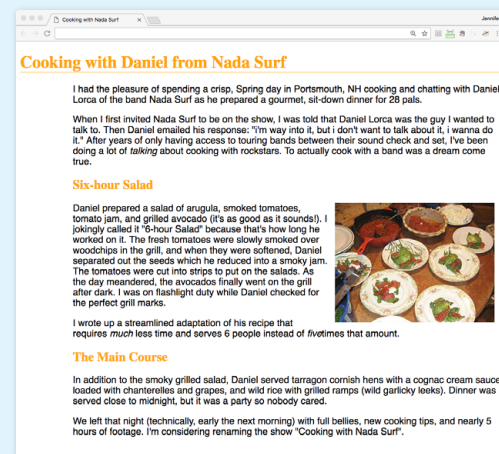 Cooking with Daniel from Nada Surf
Jennife
Cooking with Daniel from Nada Surf
I had the pleasure of spending a crisp, Spring day in Portsmouth, NH cooking and chatting with Daniel
Lorca of the band Nada Surf as he prepared a gourmet, sit-down dinner for 28 pals.
When I first invited Nada Surf to be on the show, I was told that Daniel Lorca was the guy I wanted to
talk to. Then Daniel emailed his response: "i'm way into it, but i don't want to talk about it, i wanna do
it." After years of only having access to touring bands between their sound check and set, I've been
doing a lot of talking about cooking with rockstars. To actually cook with a band was a dream come
true.
Six-hour Salad
Daniel prepared a salad of arugula, smoked tomatoes,
tomato jam, and grilled avocado (it's as good as it sounds!). I
jokingly called it "6-hour Salad" because that's how long he
worked on it. The fresh tomatoes were slowly smoked over
woodchips in the grill, and when they were softened, Daniel
separated out the seeds which he reduced into a smoky jam.
The tomatoes were cut into strips to put on the salads. As
the day meandered, the avocados finally went on the grill
after dark. I was on flashlight duty while Daniel checked for
the perfect grill marks.
I wrote up a streamlined adaptation of his recipe that
requires much less time and serves 6 people instead of fivetimes that amount.
The Main Course
In addition to the smoky grilled salad, Daniel served tarragon cornish hens with a cognac cream sauce
loaded with chanterelles and grapes, and wild rice with grilled ramps (wild garlicky leeks). Dinner was
served close to midnight, but it was a party so nobody cared.
We left that night (technically, early the next morning) with full bellies, new cooking tips, and nearly 5
hours of footage. I'm considering renaming the show "Cooking with Nada Surf".